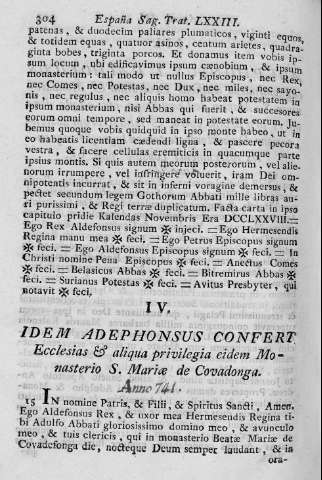 304 España Sag. Trat. LXXIII.
patenas, & duodecim paliares plumaticos, viginti equos,
& totidem equas, quatuor asinos, centum arietes, quadra-
ginta bobes, triginta porcos. Et donamus item vobis ip-
sum locum, ubi edificavimus ipsum cœnobium, & ipsum
monasterium: tali modo ut nullus Episcopus, nec Rex,
nec Comes, nec Potestas, nec Dux, nec miles, nec sayo-
nis, nec regulus, nec aliquis homo habeat potestatem in
ipsum monasterium, nisi Abbas qui fuerit, & succesores
eorum omni tempore, sed maneat in potestate eorum. Ju-
bemus quoque vobis quidquid in ipso monte habeo, ut in
eo habeatis licentiam cædendi ligna, & pascere pecora
vestra, & facere cellulas eremiticis in quacumque parte
ipsius montis. Si quis autem meorum posterorum, vel alie-
norum irrumpere, vel infringere voluerit, iram Dei om-
nipotentis incurrat, & sit in inferni voragine demersus, &
pectet secundum legem Gothorum Abbati mille libras au-
ri purissimi, & Regi terræ duplicatum. Facta carta in ipso
capitulo pridie Kalendas Novembris Era DCCLXXVIII.=
Ego Rex Aldefonsus signum ✠ injeci. = Ego Hermesendis
Regina manu mea ✠ feci. = Ego Petrus Episcopus signum
✠ feci. = Ego Aldefonsus Episcopus signum ✠ feci. = In
Christi nomine Pena Episcopus ✠ feci. = Ancetus Comes
✠ feci. = Belasicus Abbas ✠ feci. = Bitremirus Abbas ✠
feci. = Surianus Potestas ✠ feci. = Avitus Presbyter, qui
notavit ✠ feci.
IV.
IDEM ADEPHONSUS CONFERT
Ecclesias & aliqua privilegia eidem Mo-
nasterio S. Mariæ de Covadonga.
Anno 741.
15 IN nomine Patris, & Filii, & Spiritus Sancti, Amen.
Ego Aldefonsus Rex, & uxor mea Hermesendis Regina ti-
bi Adulfo Abbati gloriosissimo domino meo, & avunculo
meo, & tuis clericis, qui in monasterio Beatæ Mariæ de
Covadefonga die, nocteque Deum semper laudant, & in
ora-